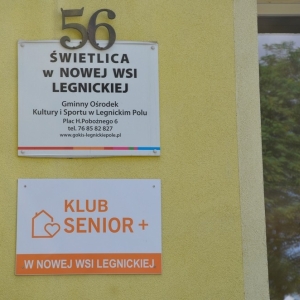 56
ŚWIETLICA
w NOWEJ WSI
LEGNICKIEJ
Gminny Ośrodek
Kultury i Sportu w Legnickim Polu
Plac H.Pobożnego 6
tel. 76 85 82 827
www.gokis-legnickiepole.pl
KLUB
SENIOR +
W NOWEJ WSI LEGNICKIEJ